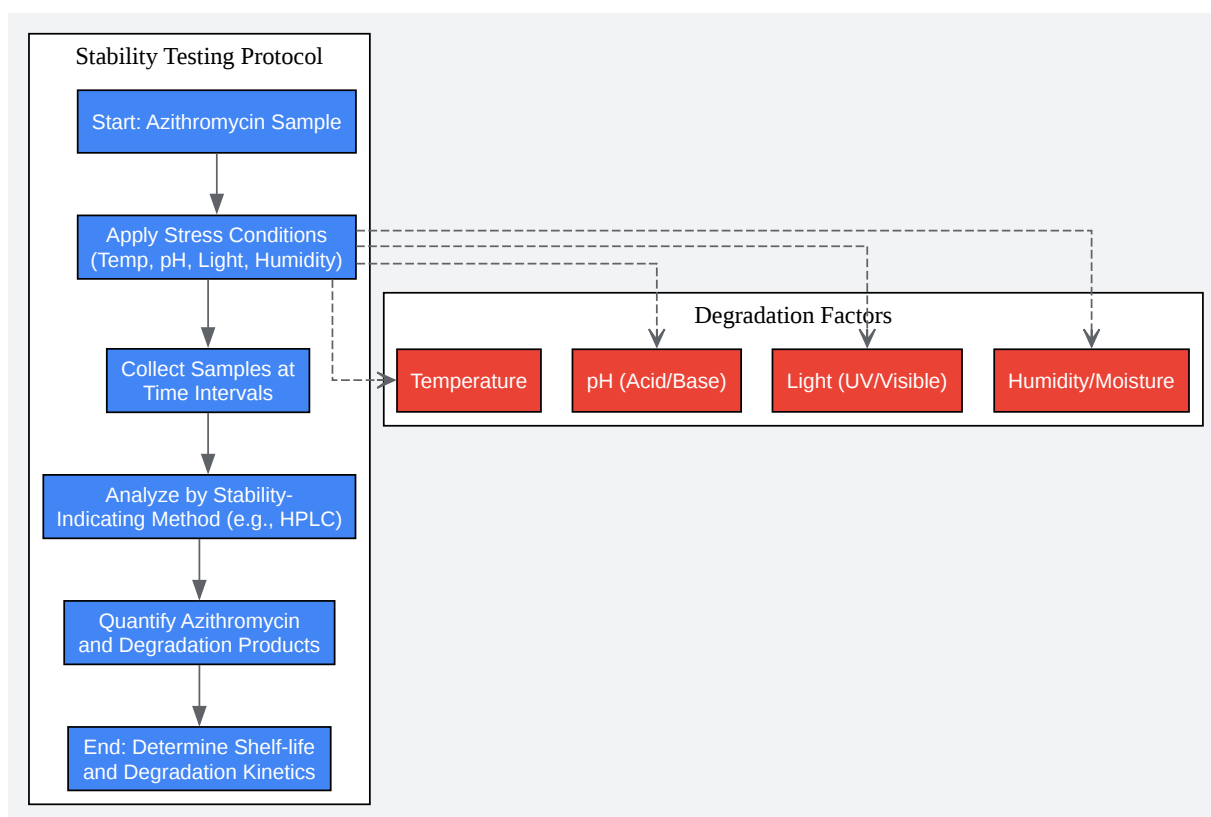 Stability Testing Protocol
Start: Azithromycin Sample
Apply Stress Conditions
(Temp, pH, Light, Humidity)
Collect Samples at
Time Intervals
Analyze by Stability-
Indicating Method (e.g., HPLC)
Quantify Azithromycin
and Degradation Products
End: Determine Shelf-life
and Degradation Kinetics
Degradation Factors
Temperature
pH (Acid/Base)
Light (UV/Visible)
Humidity/Moisture